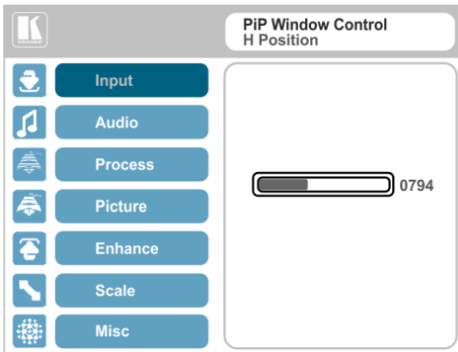 PiP Window Control
H Position
Input
Audio
Process
0794
Picture
Enhance
Scale
Misc